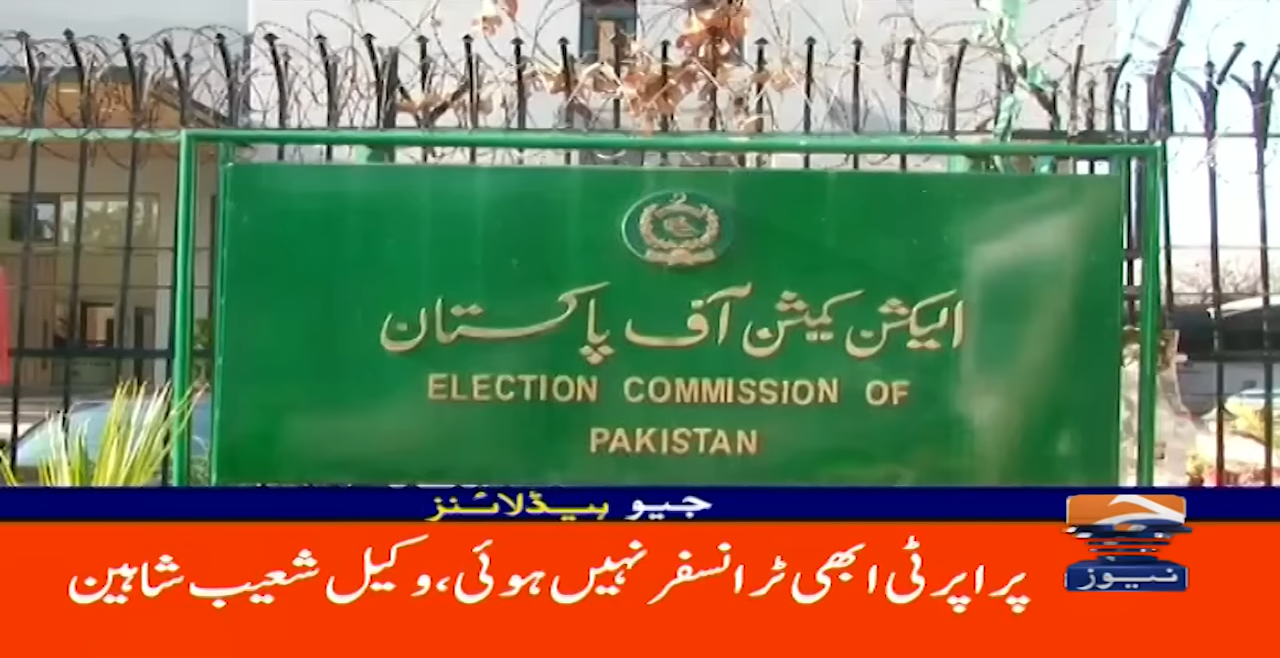 الیکشن کمیشن آف پاکستان
ELECTION COMMISSION OF
PAKISTAN
جیو ہیڈلائنز
پراپرٹی ابھی ٹرانسفر نہیں ہوئی، وکیل شعیب شاہین
نیوز